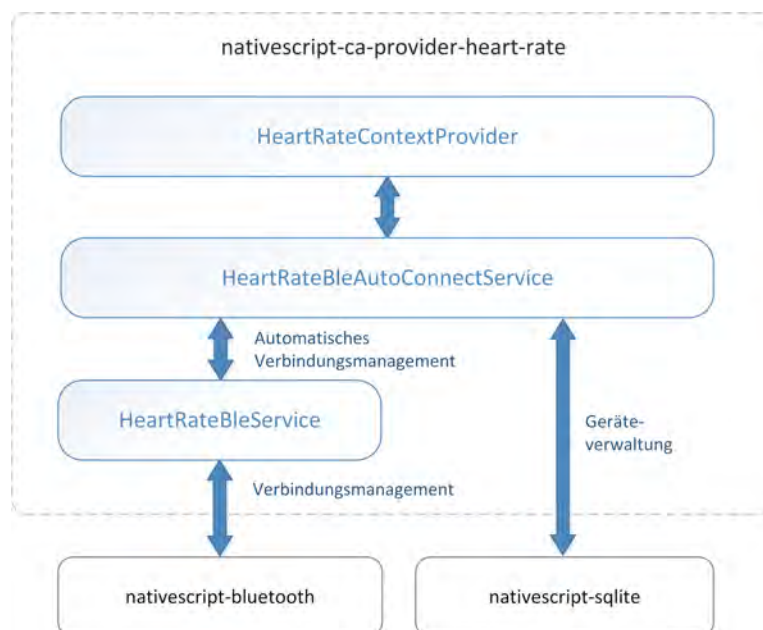 nativescript-ca-provider-heart-rate
HeartRateContextProvider
HeartRateBleAutoConnectService
Automatisches
Verbindungsmanagement
HeartRateBleService
Geräte-
verwaltung
Verbindungsmanagement
nativescript-bluetooth
nativescript-sqlite